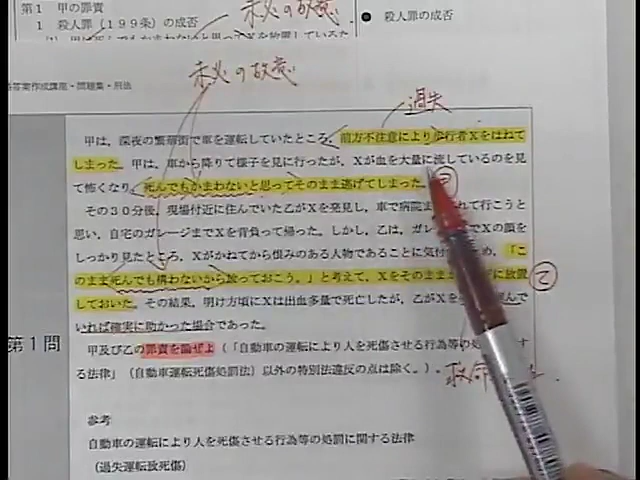 第1 甲の罪責
1 殺人罪（199条）の成否
未必の故意
● 殺人罪の成否
答案作成講座・問題集・刑法
未必の故意
過失
甲は，深夜の繁華街で車を運転していたところ，前方不注意により歩行者Xをはねて
しまった。甲は，車から降りて様子を見に行ったが，Xが血を大量に流しているのを見
て怖くなり，死んでもかまわないと思ってそのまま逃げてしまった。
その30分後，現場付近に住んでいた乙がXを発見し，車で病院ま れて行こうと
思い，自宅のガレージまでXを背負って帰った。しかし，乙は，ガレー でXの顔を
しっかり見たところ，Xがかねてから恨みのある人物であることに気付 め，「こ
のまま死んでも構わないから放っておこう。」と考えて，Xをそのまま に放置
しておいた。その結果，明け方頃にXは出血多量で死亡したが，乙がXを 運んで
いれば確実に助かった場合であった。
乙
第1問
甲及び乙の罪責を論ぜよ（「自動車の運転により人を死傷させる行為等の処 す
る法律」（自動車運転死傷処罰法）以外の特別法違反の点は除く。）。
救命
参考
自動車の運転により人を死傷させる行為等の処罰に関する法律
（過失運転致死傷）